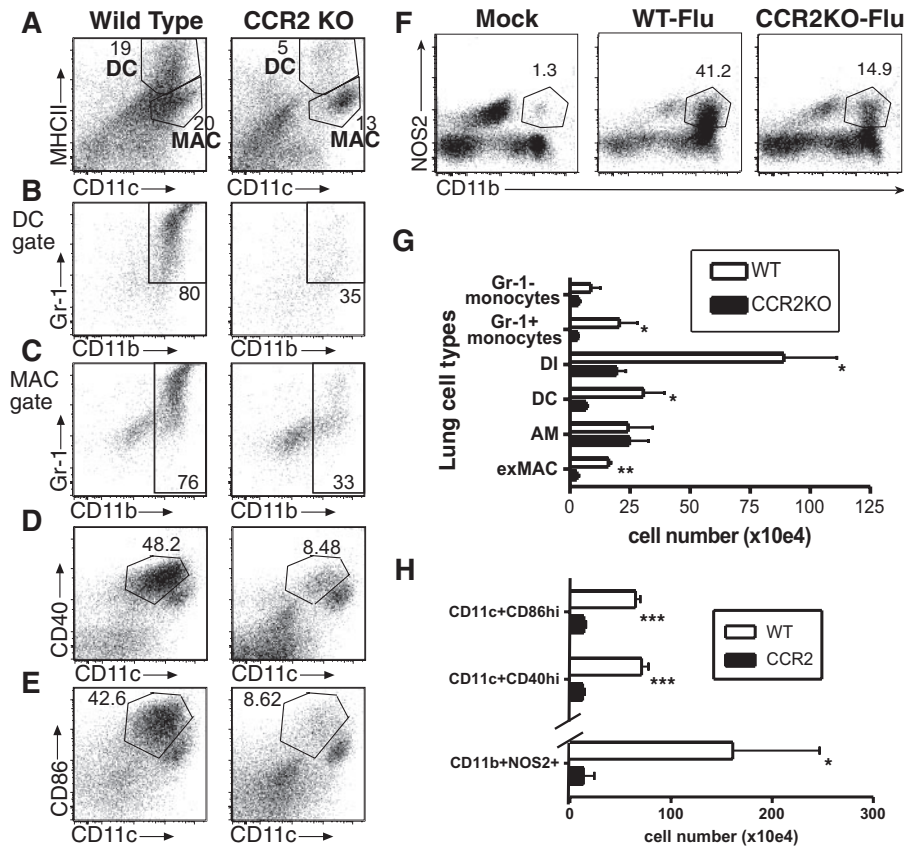 A Wild Type CCR2 KO
19 DC 5 DC
20 MAC 13 MAC
MHCII
CD11c CD11c
B
DC gate
80 35
Gr-1
CD11b CD11b
C
MAC gate
76 33
Gr-1
CD11b CD11b
D
48.2 8.48
CD40
CD11c CD11c
E
42.6 8.62
CD86
CD11c CD11c
F Mock WT-Flu CCR2KO-Flu
1.3 41.2 14.9
NOS2
CD11b
G
WT
CCR2KO
Lung cell types
Gr-1-
monocytes
Gr-1+
monocytes *
DI *
DC *
AM
exMAC **
0 25 50 75 100 125
cell number (x10e4)
H
WT
CCR2
CD11c+CD86hi ***
CD11c+CD40hi ***
CD11b+NOS2+ *
0 100 200 300
cell number (x10e4)